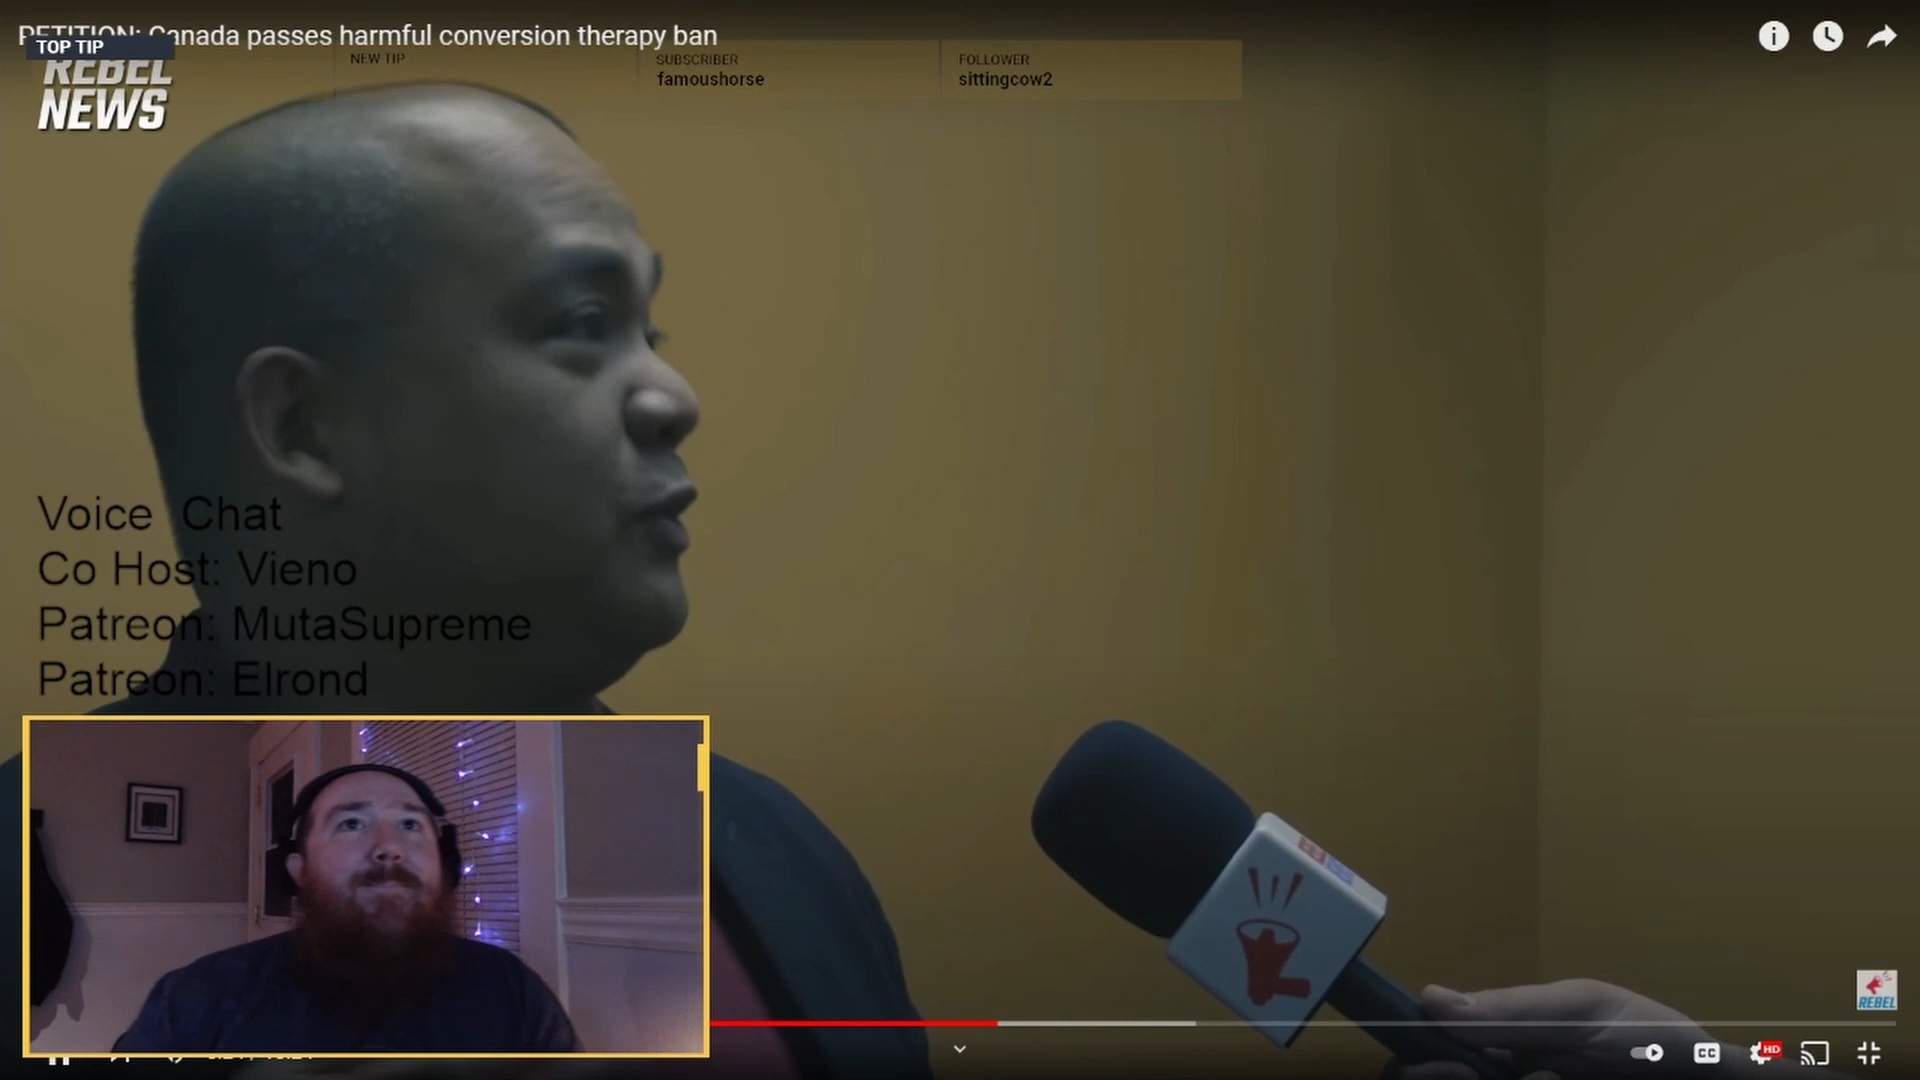 PETITION: Canada passes harmful conversion therapy ban
TOP TIP
REBEL
NEWS
NEW TIP
SUBSCRIBER
famoushorse
FOLLOWER
sittingcow2
Voice Chat
Co Host: Vieno
Patreon: MutaSupreme
Patreon: Elrond
REBEL
CC
HD